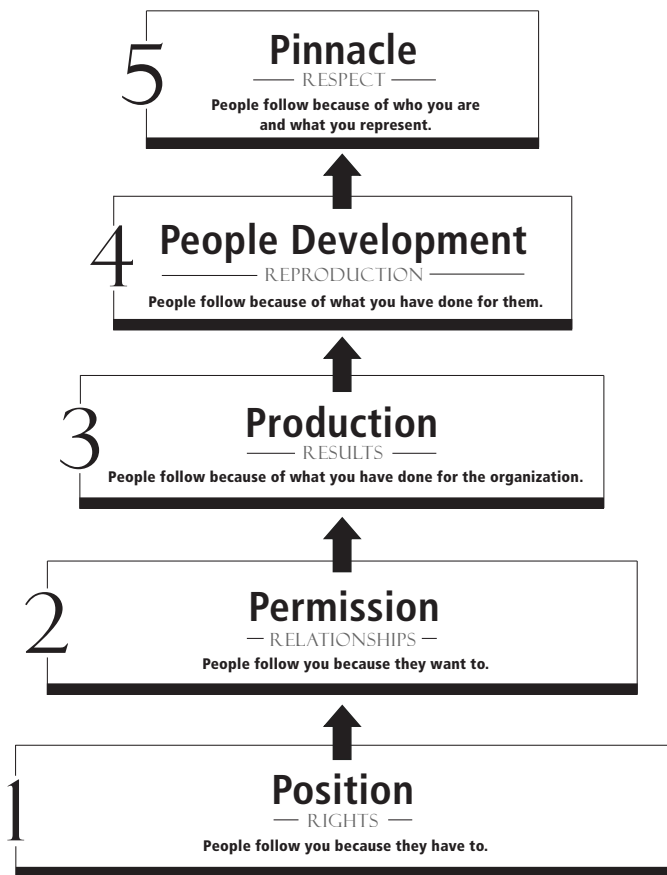 5
Pinnacle
RESPECT
People follow because of who you are
and what you represent.
4
People Development
REPRODUCTION
People follow because of what you have done for them.
3
Production
RESULTS
People follow because of what you have done for the organization.
2
Permission
RELATIONSHIPS
People follow you because they want to.
1
Position
RIGHTS
People follow you because they have to.